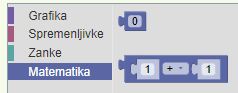 Grafika
0
Spremenljivke
Zanke
Matematika
1 + 1